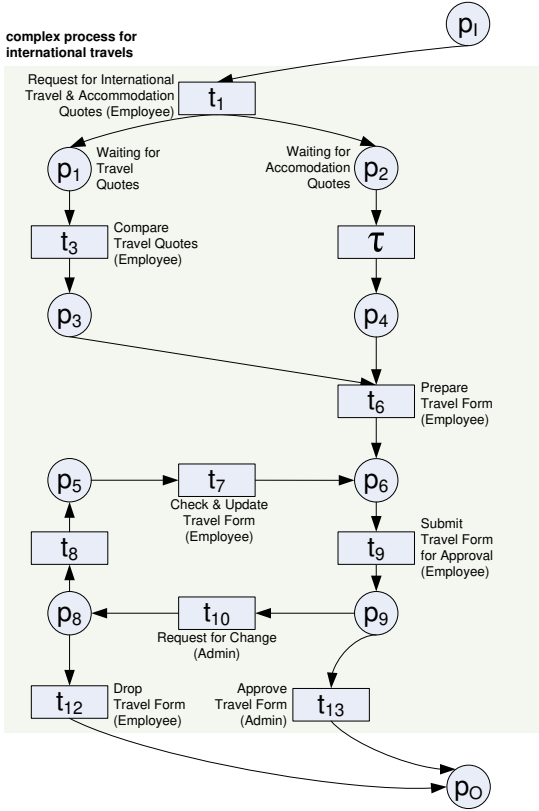 complex process for
international travels
pI
Request for International
Travel & Accommodation
Quotes (Employee)
t1
p1
Waiting for
Travel
Quotes
Waiting for
Accomodation
Quotes
p2
t3
Compare
Travel Quotes
(Employee)
τ
p3
p4
t6
Prepare
Travel Form
(Employee)
p5
t7
Check & Update
Travel Form
(Employee)
p6
t8
t9
Submit
Travel Form
for Approval
(Employee)
p8
t10
Request for Change
(Admin)
p9
t12
Drop
Travel Form
(Employee)
Approve
Travel Form
(Admin)
t13
pO